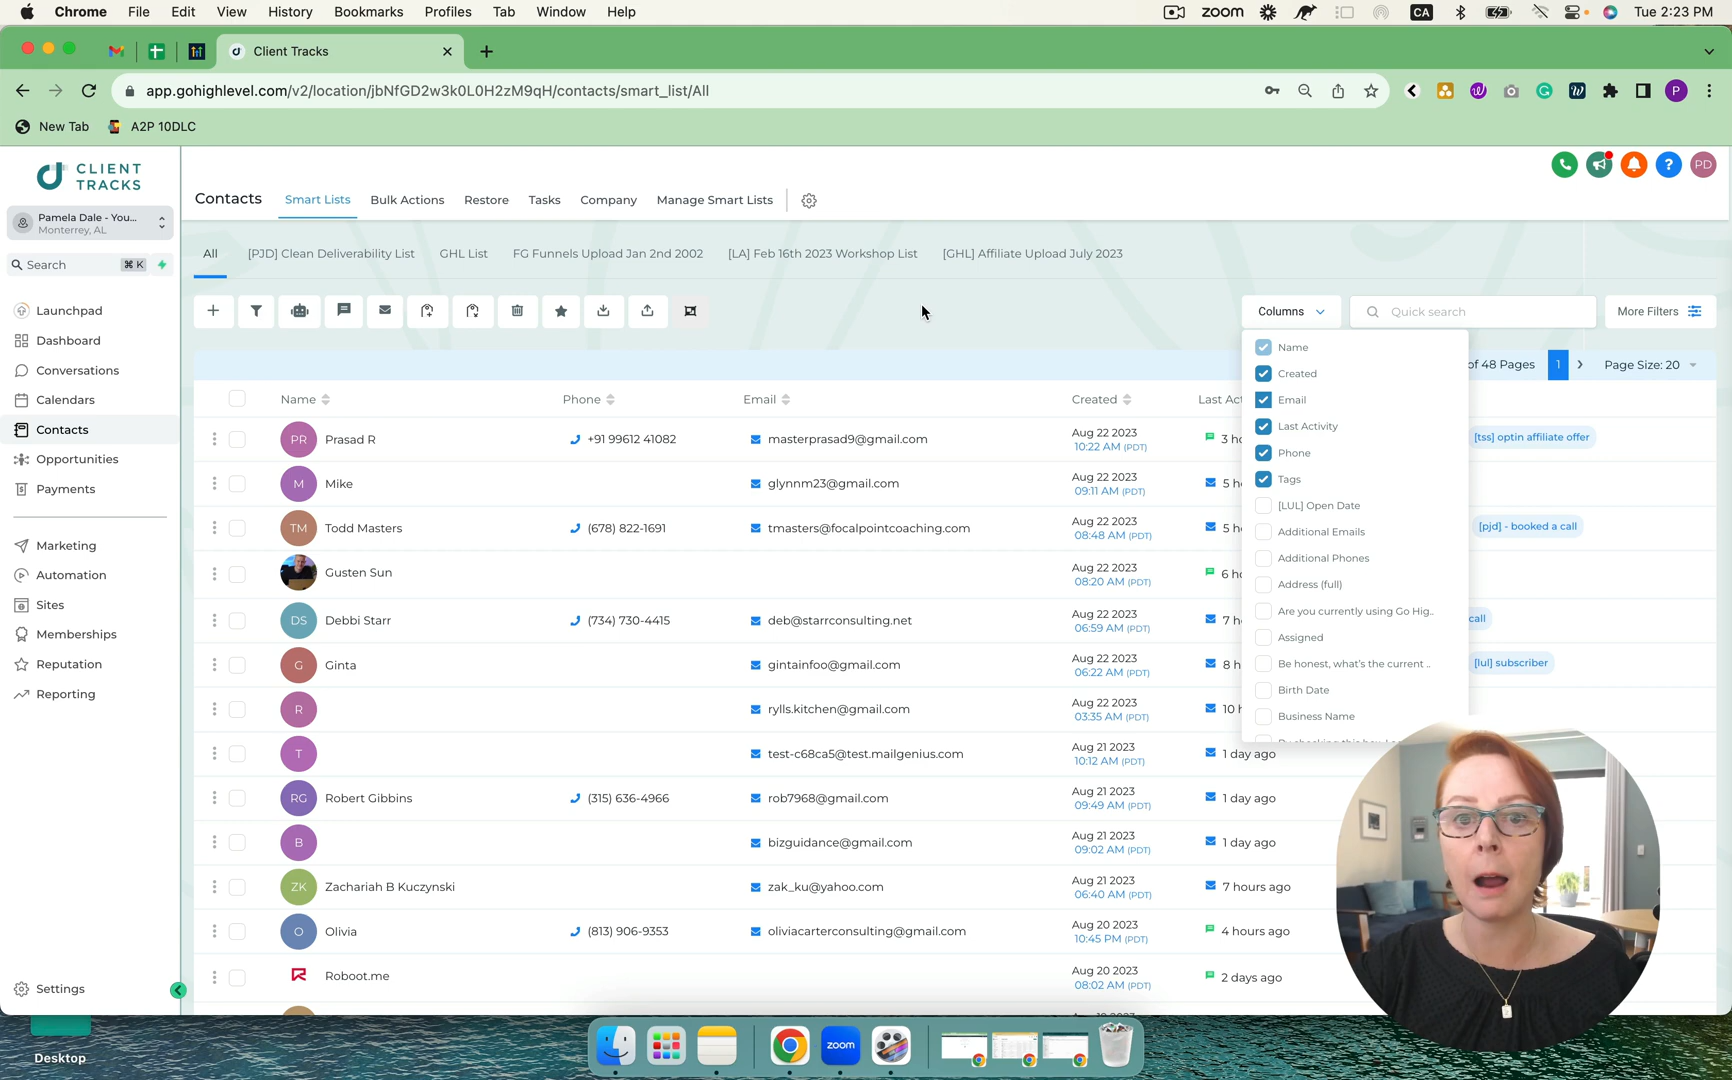 Chrome File Edit View History Bookmarks Profiles Tab Window Help
zoom CA Tue 2:23 PM
Client Tracks
app.gohighlevel.com/v2/location/jbNfGD2w3k0L0H2zM9qH/contacts/smart_list/All
P
New Tab A2P 10DLC
CLIENT
TRACKS
PD
Pamela Dale - You...
Monterrey, AL
Search ⌘ K
Launchpad
Dashboard
Conversations
Calendars
Contacts
Opportunities
Payments
Marketing
Automation
Sites
Memberships
Reputation
Reporting
Settings
Contacts Smart Lists Bulk Actions Restore Tasks Company Manage Smart Lists
All [PJD] Clean Deliverability List GHL List FG Funnels Upload Jan 2nd 2002 [LA] Feb 16th 2023 Workshop List [GHL] Affiliate Upload July 2023
Columns Quick search More Filters
of 48 Pages 1 Page Size: 20
Name
Created
Email
Last Activity
Phone
Tags
[LUL] Open Date
Additional Emails
Additional Phones
Address (full)
Are you currently using Go Hig..
Assigned
Be honest, what's the current ..
Birth Date
Business Name
Name Phone Email Created Last Act
PR Prasad R +91 99612 41082 masterprasad9@gmail.com Aug 22 2023 3 ho [tss] optin affiliate offer
10:22 AM (PDT)
M Mike glynnm23@gmail.com Aug 22 2023 5 ho
09:11 AM (PDT)
TM Todd Masters (678) 822-1691 tmasters@focalpointcoaching.com Aug 22 2023 5 ho [pjd] - booked a call
08:48 AM (PDT)
Gusten Sun Aug 22 2023 6 ho
08:20 AM (PDT)
DS Debbi Starr (734) 730-4415 deb@starrconsulting.net Aug 22 2023 7 ho call
06:59 AM (PDT)
G Ginta gintainfoo@gmail.com Aug 22 2023 8 h [lul] subscriber
06:22 AM (PDT)
R rylls.kitchen@gmail.com Aug 22 2023 10 h
03:35 AM (PDT)
T test-c68ca5@test.mailgenius.com Aug 21 2023 1 day ago
10:12 AM (PDT)
RG Robert Gibbins (315) 636-4966 rob7968@gmail.com Aug 21 2023 1 day ago
09:49 AM (PDT)
B bizguidance@gmail.com Aug 21 2023 1 day ago
09:02 AM (PDT)
ZK Zachariah B Kuczynski zak_ku@yahoo.com Aug 21 2023 7 hours ago
06:40 AM (PDT)
O Olivia (813) 906-9353 oliviacarterconsulting@gmail.com Aug 20 2023 4 hours ago
10:45 PM (PDT)
Roboot.me Aug 20 2023 2 days ago
08:02 AM (PDT)
Desktop
zoom